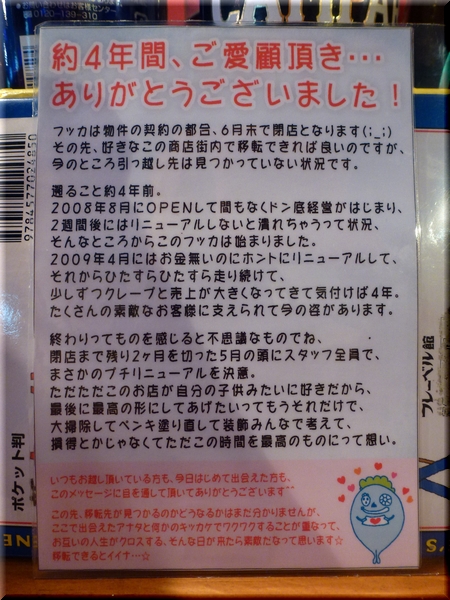 約4年間、ご愛顧頂き…
ありがとうございました！
フッカは物件の契約の都合、6月末で閉店となります(;_;)
その先、好きなこの商店街内で移転できれば良いのですが、
今のところ引っ越し先は見つかっていない状況です。
遡ること約4年前。
2008年8月にOPENして間もなくドン底経営がはじまり、
2週間後にはリニューアルしないと潰れちゃうって状況、
そんなところからこのフッカは始まりました。
2009年4月にはお金無いのにホントにリニューアルして、
それからひたすらひたすら走り続けて、
少しずつクレープと売上が大きくなってきて気付けば4年。
たくさんの素敵なお客様に支えられて今の姿があります。
終わりってものを感じると不思議なものでね、
閉店まで残り2ヶ月を切った5月の頭にスタッフ全員で、
まさかのプチリニューアルを決意。
ただただこのお店が自分の子供みたいに好きだから、
最後に最高の形にしてあげたいってもうそれだけで、
大掃除してペンキ塗り直して装飾みんなで考えて、
損得とかじゃなくてただこの時間を最高のものにって想い。
いつもお越し頂いている方も、今日はじめて出会えた方も、
このメッセージに目を通して頂いてありがとうございます^^
この先、移転先が見つかるのかどうなるかはまだ分かりませんが、
ここで出会えたアナタと何かのキッカケでワクワクすることが重なって、
お互いの人生がクロスする、そんな日が来たら素敵だなって思います☆
移転できるとイイナ…☆
9784577026850
ポケット判
フレーベル館
0120-139-310